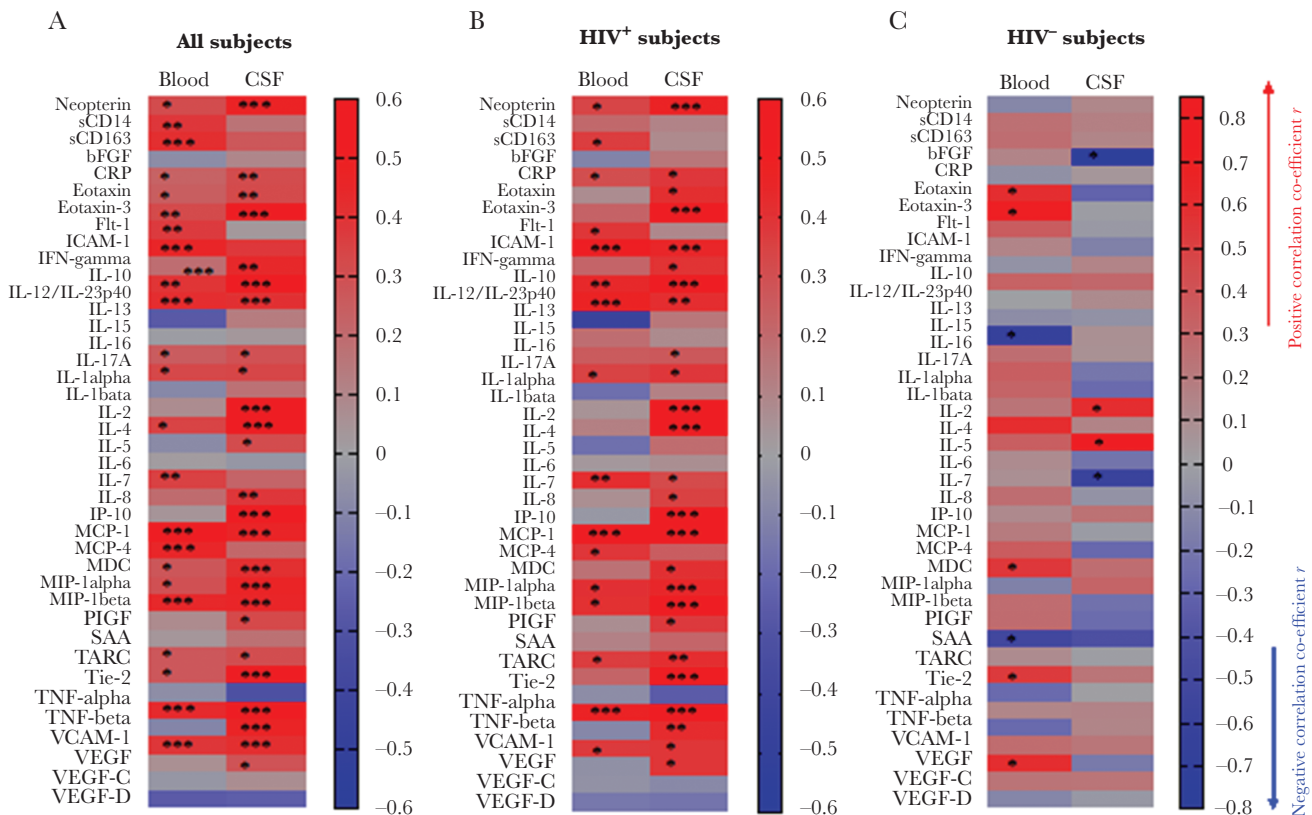 A
All subjects
Blood
CSF
Neopterin
sCD14
sCD163
bFGF
CRP
Eotaxin
Eotaxin-3
Flt-1
ICAM-1
IFN-gamma
IL-10
IL-12/IL-23p40
IL-13
IL-15
IL-16
IL-17A
IL-1alpha
IL-1bata
IL-2
IL-4
IL-5
IL-6
IL-7
IL-8
IP-10
MCP-1
MCP-4
MDC
MIP-1alpha
MIP-1beta
PIGF
SAA
TARC
Tie-2
TNF-alpha
TNF-beta
VCAM-1
VEGF
VEGF-C
VEGF-D
0.6
0.5
0.4
0.3
0.2
0.1
0
–0.1
–0.2
–0.3
–0.4
–0.5
–0.6
B
HIV⁺ subjects
Blood
CSF
Neopterin
sCD14
sCD163
bFGF
CRP
Eotaxin
Eotaxin-3
Flt-1
ICAM-1
IFN-gamma
IL-10
IL-12/IL-23p40
IL-13
IL-15
IL-16
IL-17A
IL-1alpha
IL-1bata
IL-2
IL-4
IL-5
IL-6
IL-7
IL-8
IP-10
MCP-1
MCP-4
MDC
MIP-1alpha
MIP-1beta
PIGF
SAA
TARC
Tie-2
TNF-alpha
TNF-beta
VCAM-1
VEGF
VEGF-C
VEGF-D
0.6
0.5
0.4
0.3
0.2
0.1
0
–0.1
–0.2
–0.3
–0.4
–0.5
–0.6
C
HIV⁻ subjects
Blood
CSF
Neopterin
sCD14
sCD163
bFGF
CRP
Eotaxin
Eotaxin-3
Flt-1
ICAM-1
IFN-gamma
IL-10
IL-12/IL-23p40
IL-13
IL-15
IL-16
IL-17A
IL-1alpha
IL-1bata
IL-2
IL-4
IL-5
IL-6
IL-7
IL-8
IP-10
MCP-1
MCP-4
MDC
MIP-1alpha
MIP-1beta
PIGF
SAA
TARC
Tie-2
TNF-alpha
TNF-beta
VCAM-1
VEGF
VEGF-C
VEGF-D
0.8
0.7
0.6
0.5
0.4
0.3
0.2
0.1
0
–0.1
–0.2
–0.3
–0.4
–0.5
–0.6
–0.7
–0.8
Positive correlation co-efficient r
Negative correlation co-efficient r